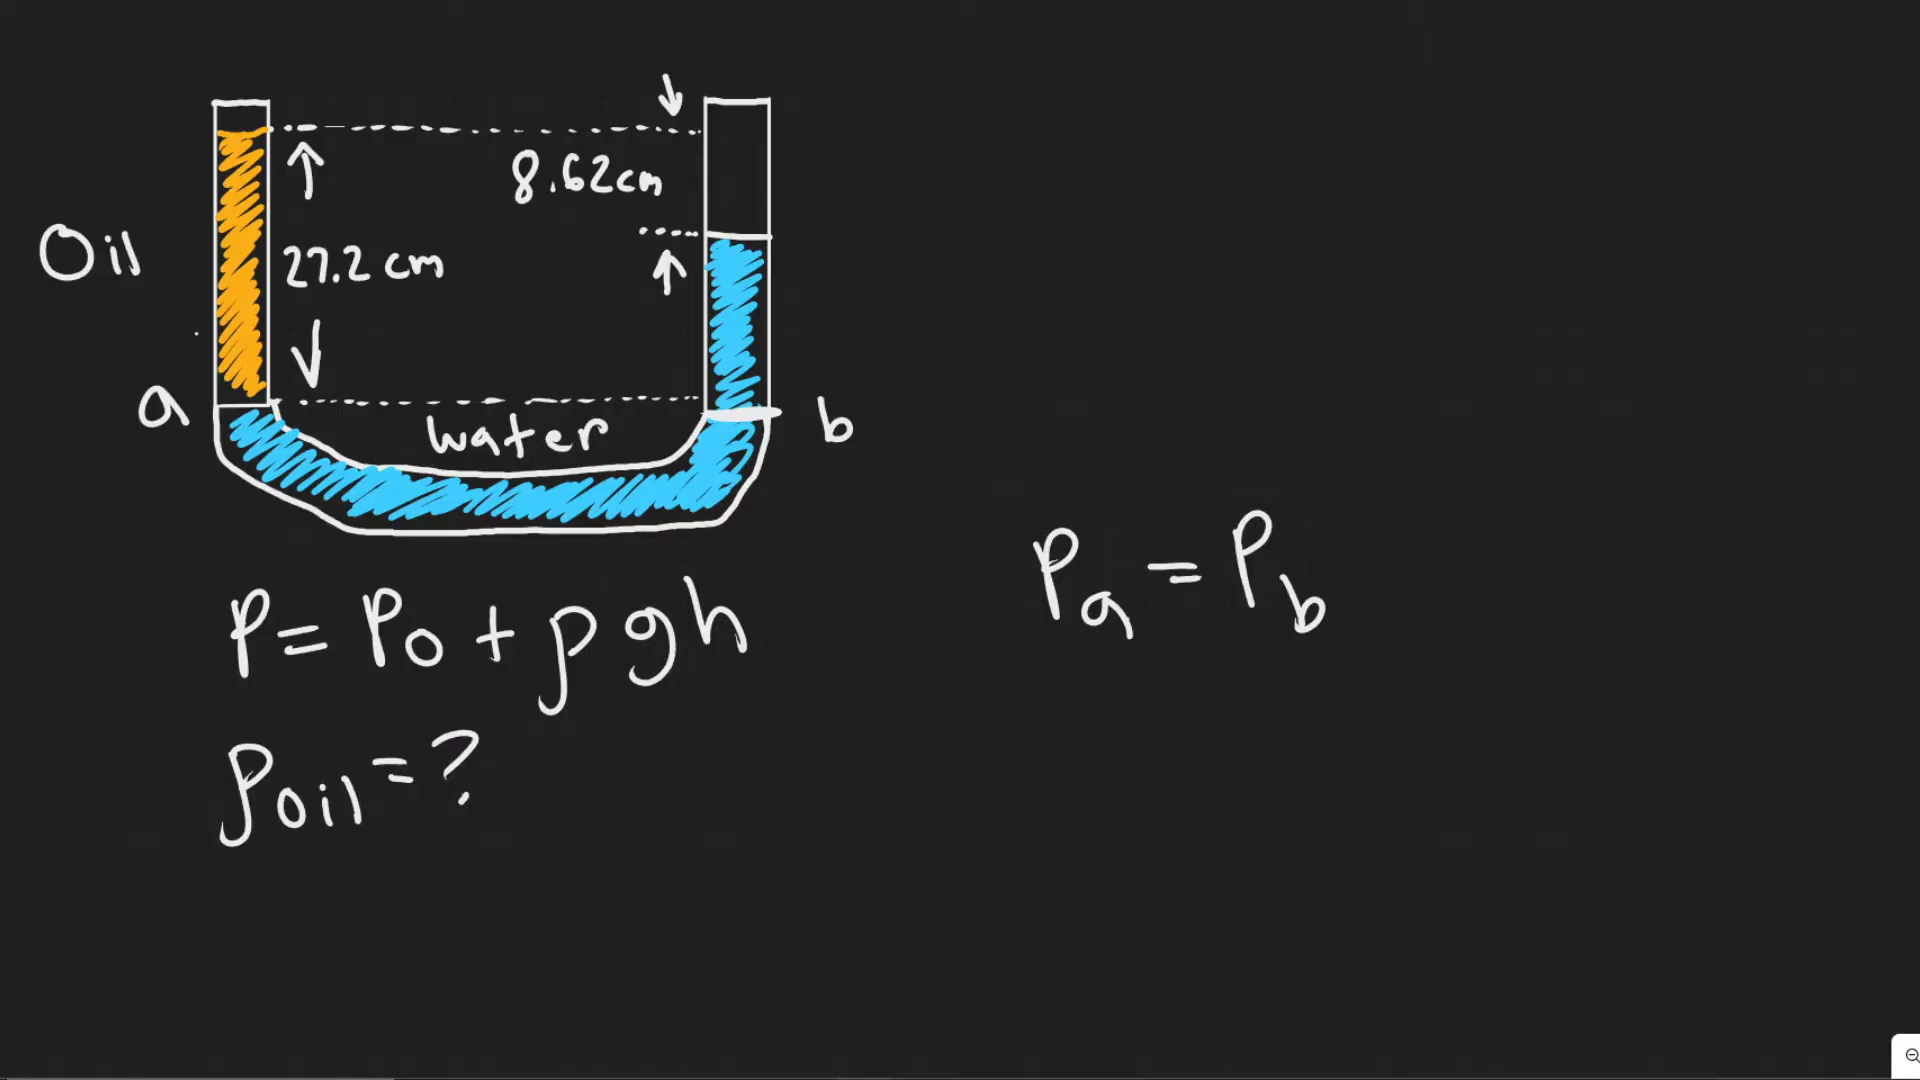 8.62cm
Oil
27.2 cm
a
water
b
Pa = Pb
P = P0 + ρgh
ρoil = ?